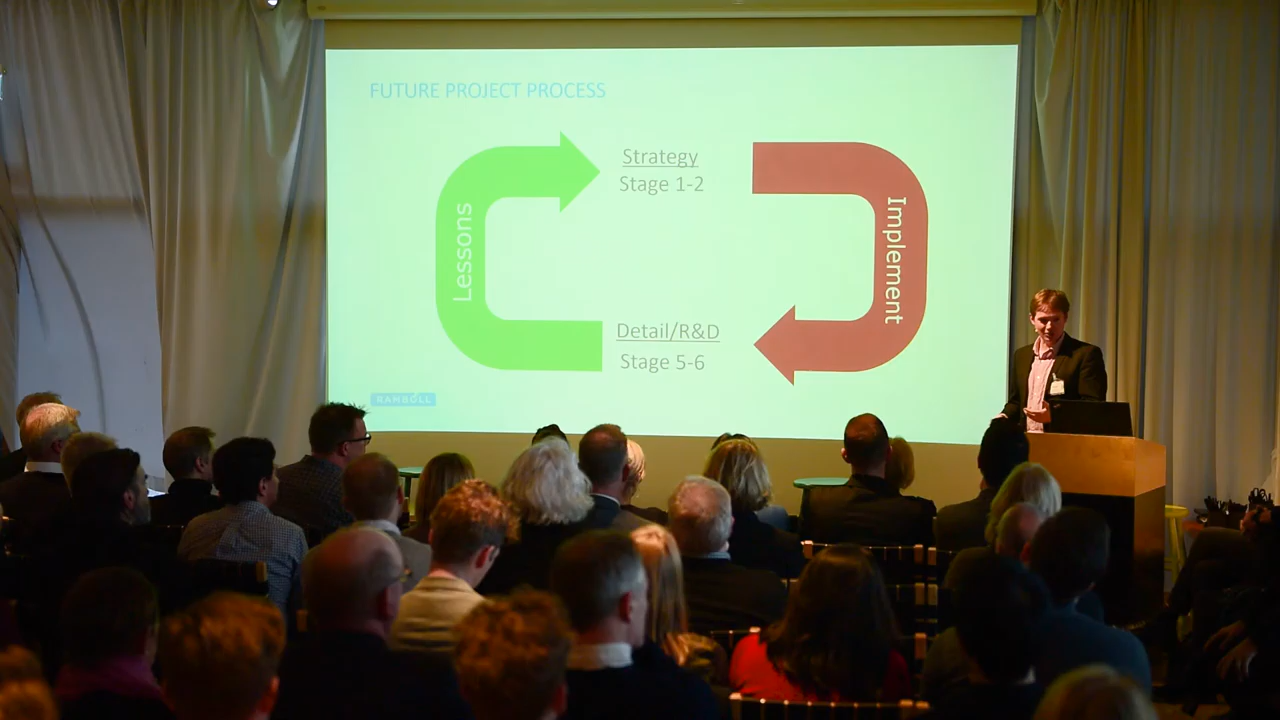 FUTURE PROJECT PROCESS
Strategy
Stage 1-2
Lessons
Implement
Detail/R&D
Stage 5-6
RAMBOLL